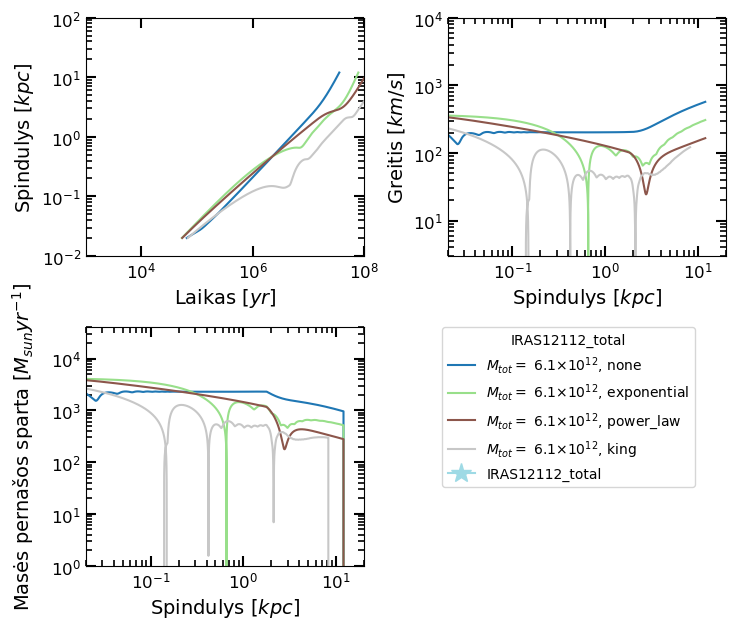 10² 10¹ 10⁰ 10⁻¹ 10⁻²
Spindulys [kpc]
10⁴ 10⁶ 10⁸
Laikas [yr]
10⁴ 10³ 10² 10¹
Greitis [km/s]
10⁻¹ 10⁰ 10¹
Spindulys [kpc]
10⁴ 10³ 10² 10¹ 10⁰
Masės pernašos sparta [M_sun yr⁻¹]
10⁻¹ 10⁰ 10¹
Spindulys [kpc]
IRAS12112_total
M_tot = 6.1×10¹², none
M_tot = 6.1×10¹², exponential
M_tot = 6.1×10¹², power_law
M_tot = 6.1×10¹², king
IRAS12112_total